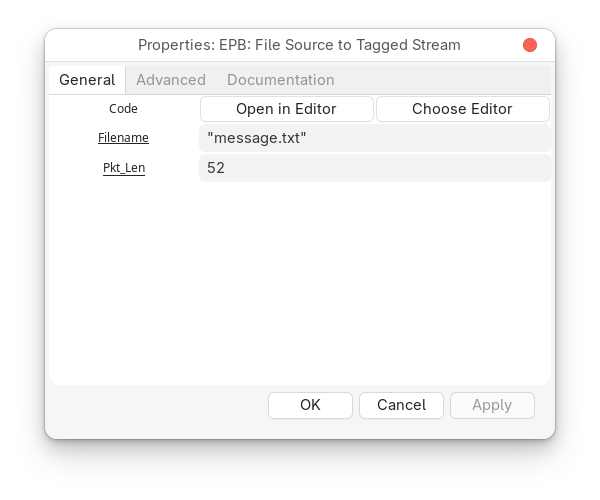 Properties: EPB: File Source to Tagged Stream
General Advanced Documentation
Code Open in Editor Choose Editor
Filename "message.txt"
Pkt_Len 52
OK Cancel Apply